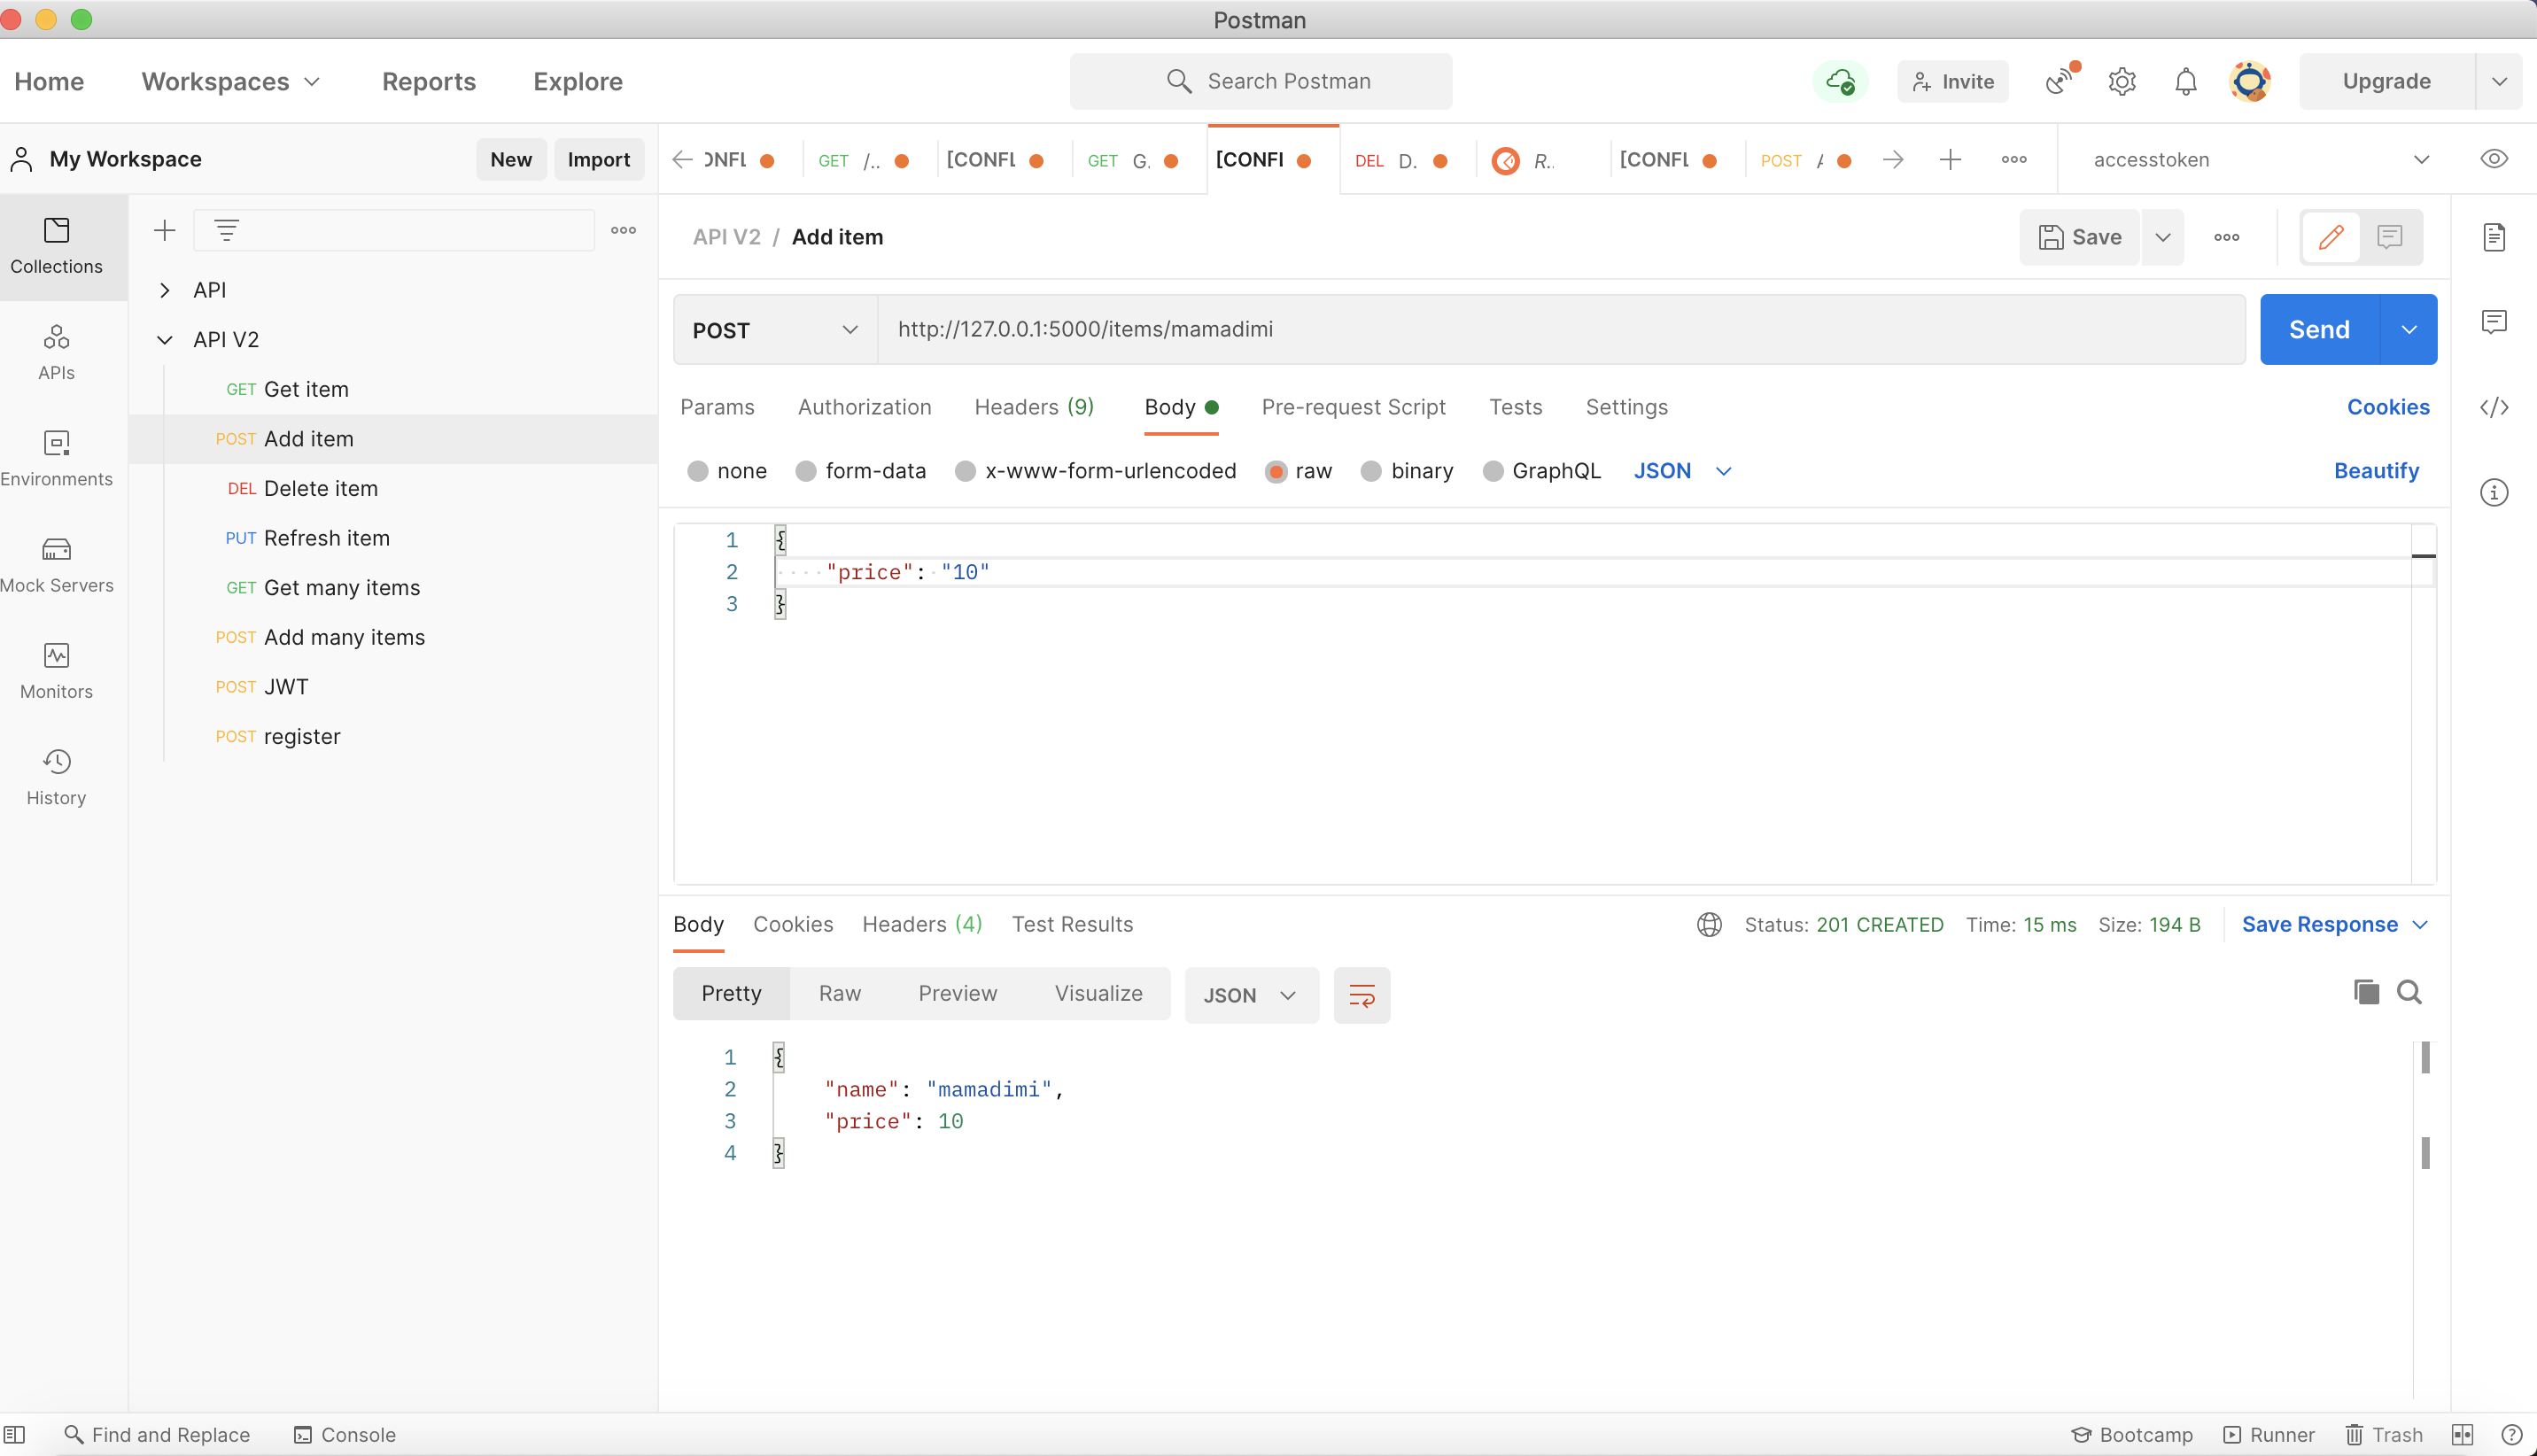 Postman
Home Workspaces Reports Explore Search Postman Invite Upgrade
My Workspace New Import ONFL GET /.. [CONFL GET G. [CONFI DEL D. R.. [CONFL POST accesstoken
API V2 / Add item Save
Collections
APIs
Environments
Mock Servers
Monitors
History
API
API V2
GET Get item
POST Add item
DEL Delete item
PUT Refresh item
GET Get many items
POST Add many items
POST JWT
POST register
POST http://127.0.0.1:5000/items/mamadimi Send
Params Authorization Headers (9) Body Pre-request Script Tests Settings Cookies
none form-data x-www-form-urlencoded raw binary GraphQL JSON Beautify
1 {
2 "price": "10"
3 }
Body Cookies Headers (4) Test Results Status: 201 CREATED Time: 15 ms Size: 194 B Save Response
Pretty Raw Preview Visualize JSON
1 {
2 "name": "mamadimi",
3 "price": 10
4 }
Find and Replace Console Bootcamp Runner Trash